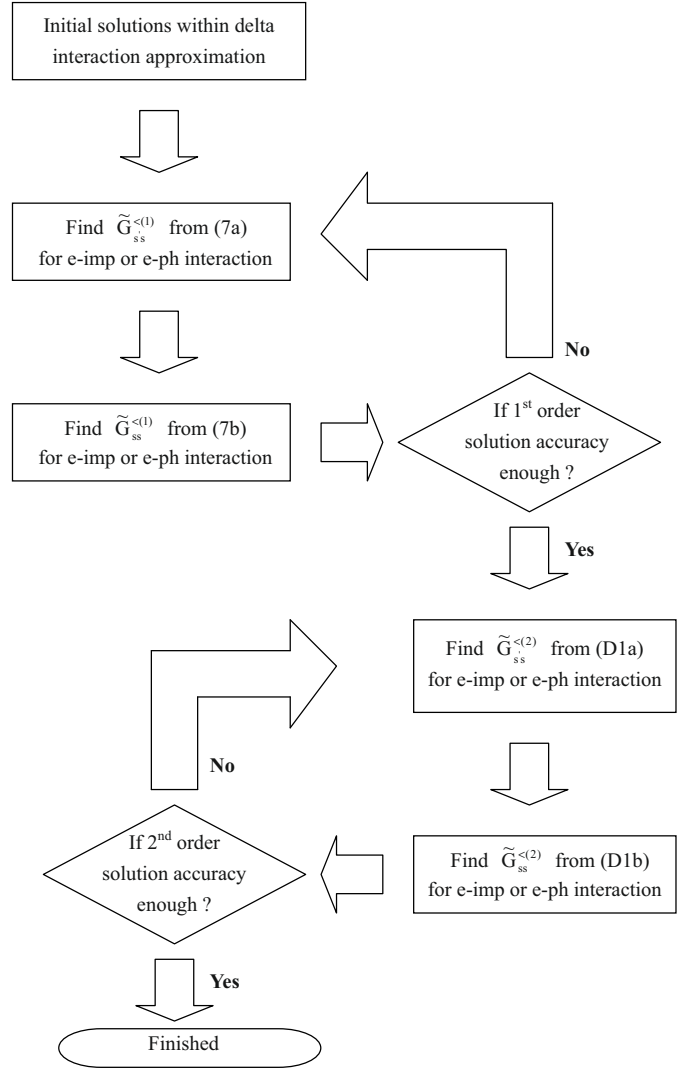 Initial solutions within delta
interaction approximation
Find G̃<(1)s's from (7a)
for e-imp or e-ph interaction
No
Find G̃<(1)ss from (7b)
for e-imp or e-ph interaction
If 1st order
solution accuracy
enough ?
Yes
Find G̃<(2)s's from (D1a)
for e-imp or e-ph interaction
No
Find G̃<(2)ss from (D1b)
for e-imp or e-ph interaction
If 2nd order
solution accuracy
enough ?
Yes
Finished